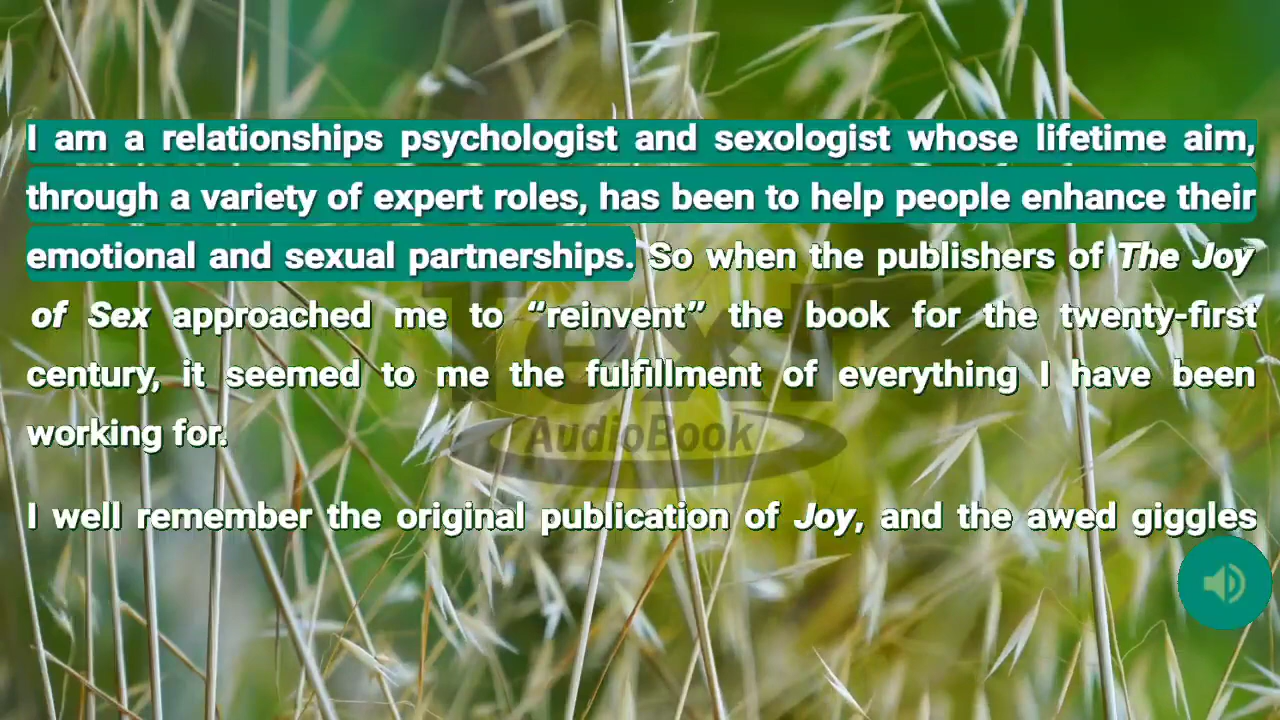 I am a relationships psychologist and sexologist whose lifetime aim,
through a variety of expert roles, has been to help people enhance their
emotional and sexual partnerships. So when the publishers of The Joy
of Sex approached me to “reinvent” the book for the twenty-first
century, it seemed to me the fulfillment of everything I have been
working for.
I well remember the original publication of Joy, and the awed giggles
Text
AudioBook